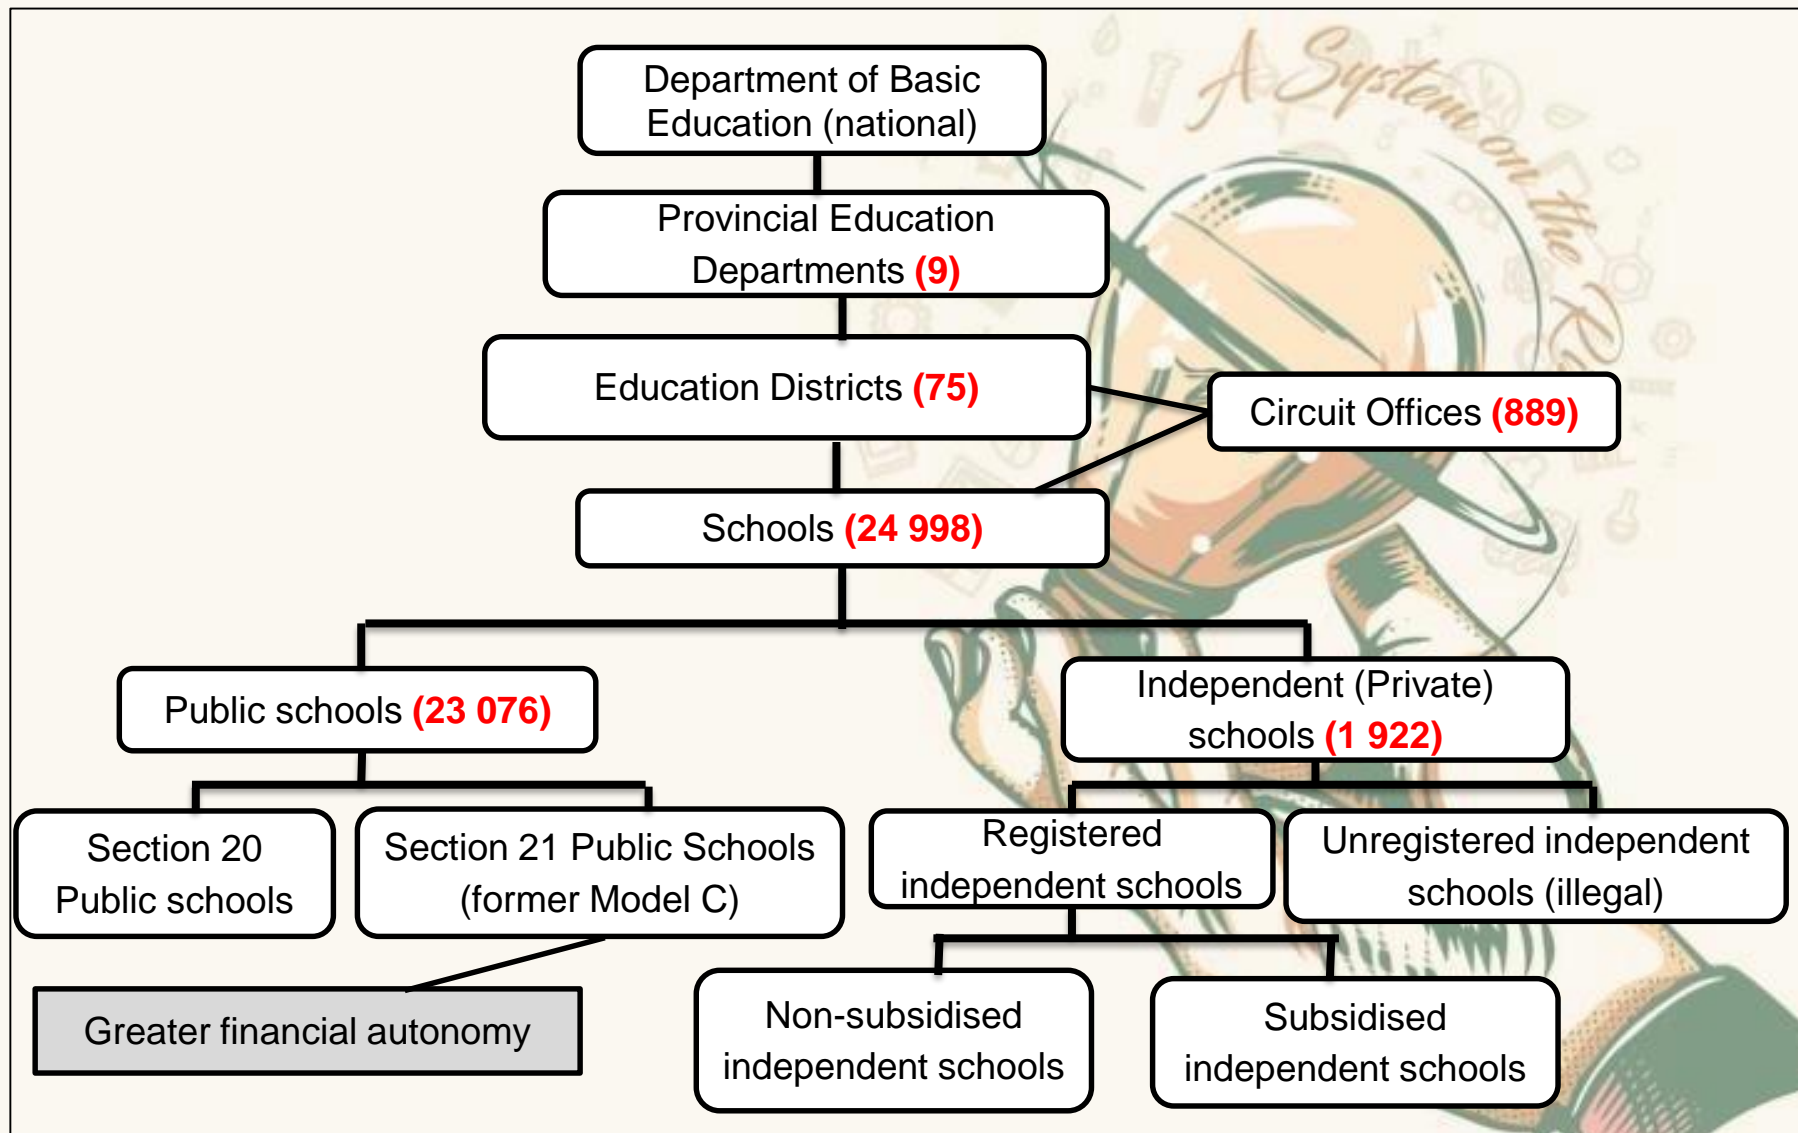 A System on the
Department of Basic
Education (national)
Provincial Education
Departments (9)
Education Districts (75)
Circuit Offices (889)
Schools (24 998)
Public schools (23 076)
Independent (Private)
schools (1 922)
Section 20
Public schools
Section 21 Public Schools
(former Model C)
Registered
independent schools
Unregistered independent
schools (illegal)
Greater financial autonomy
Non-subsidised
independent schools
Subsidised
independent schools